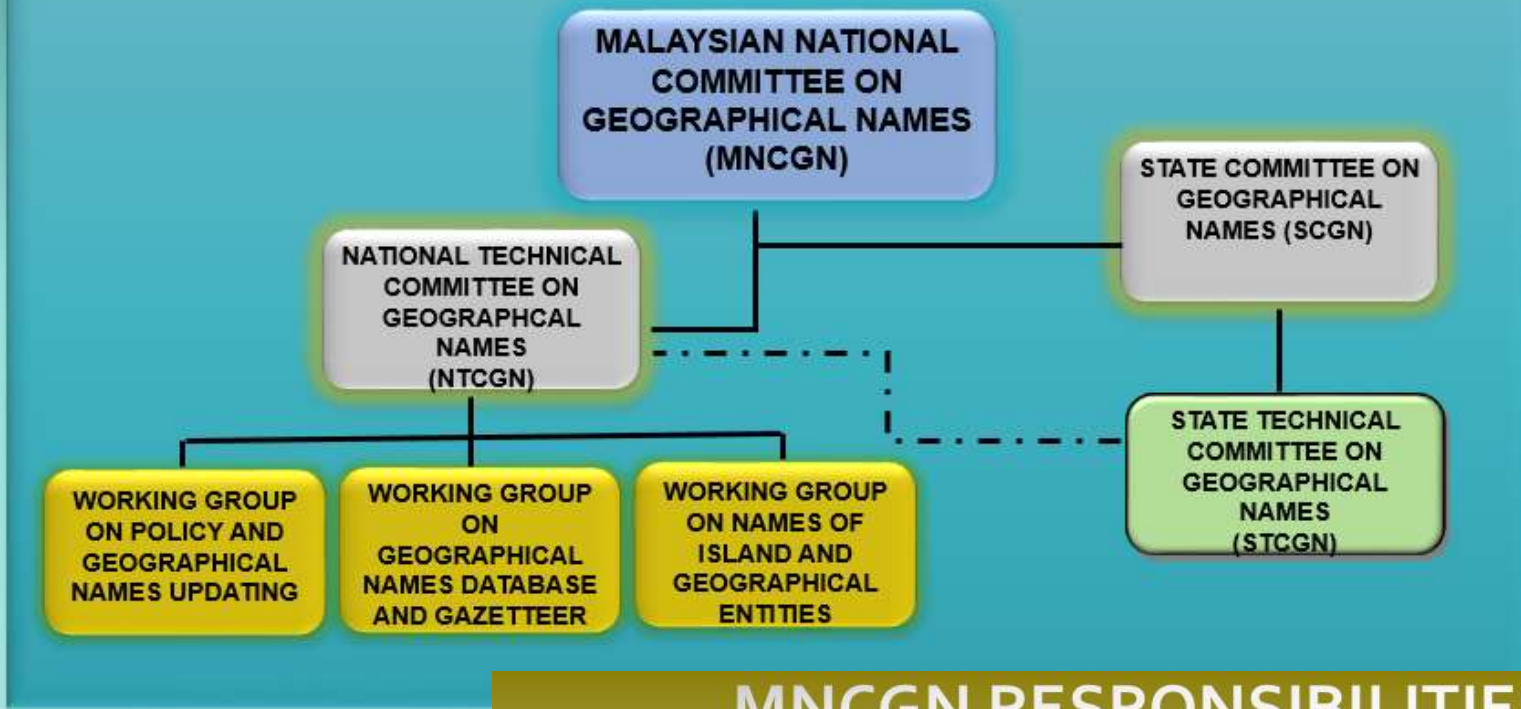 MALAYSIAN NATIONAL
COMMITTEE ON
GEOGRAPHICAL NAMES
(MNCGN)
STATE COMMITTEE ON
GEOGRAPHICAL
NAMES (SCGN)
NATIONAL TECHNICAL
COMMITTEE ON
GEOGRAPHCAL
NAMES
(NTCGN)
STATE TECHNICAL
COMMITTEE ON
GEOGRAPHICAL
NAMES
(STCGN)
WORKING GROUP
ON POLICY AND
GEOGRAPHICAL
NAMES UPDATING
WORKING GROUP
ON
GEOGRAPHICAL
NAMES DATABASE
AND GAZETTEER
WORKING GROUP
ON NAMES OF
ISLAND AND
GEOGRAPHICAL
ENTITIES
MNCGN RESPONSIBILITIE